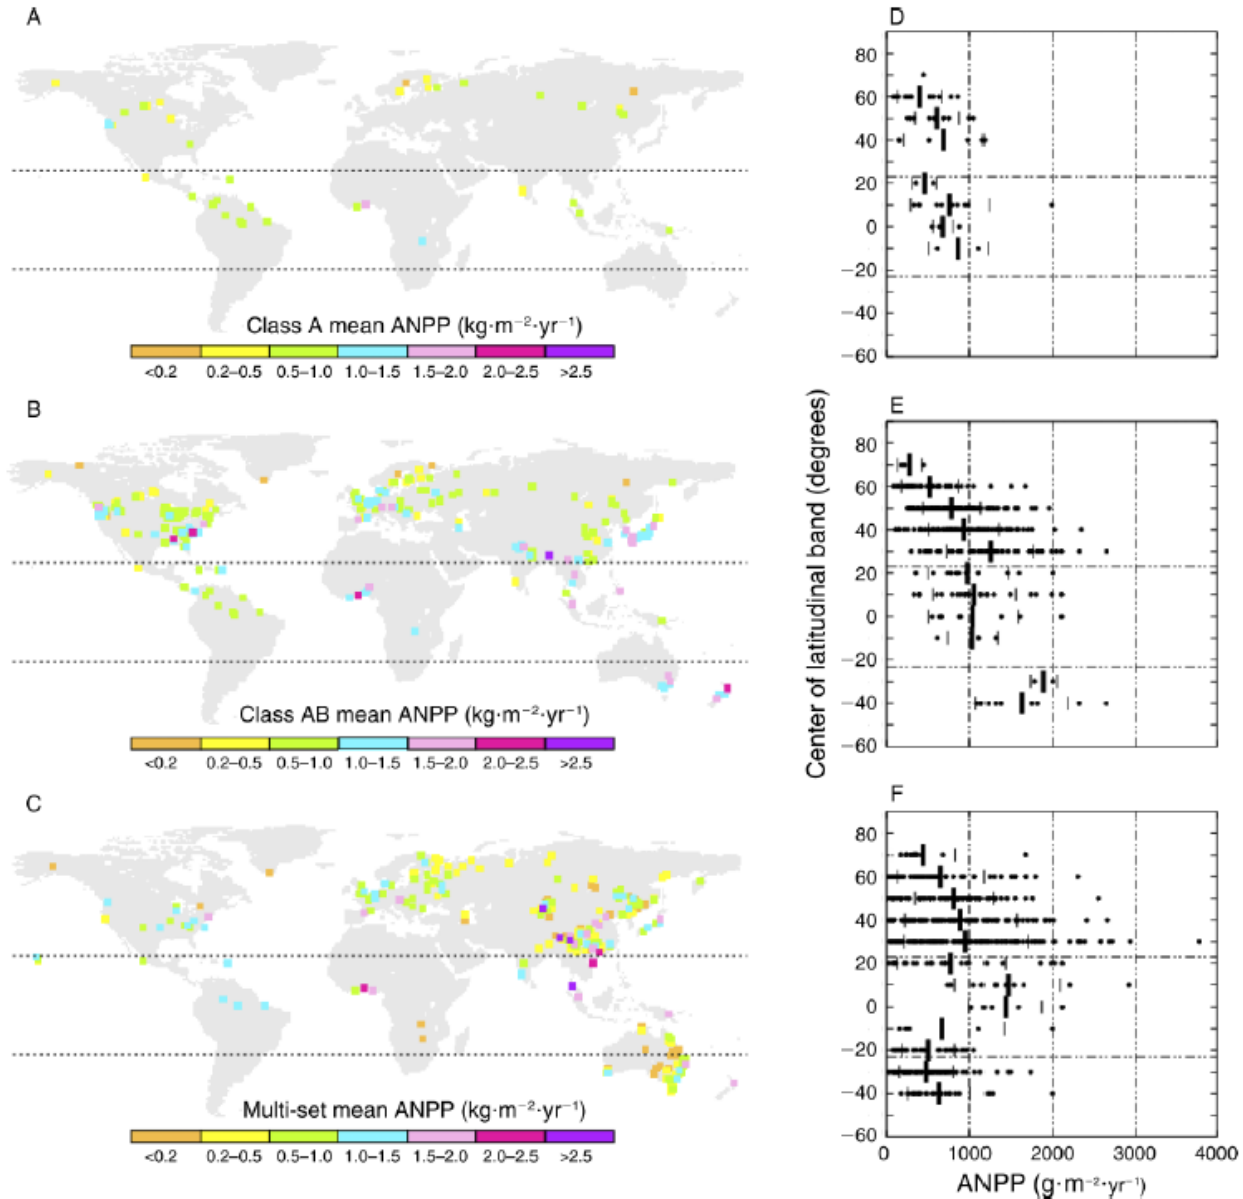 A
Class A mean ANPP (kg·m⁻²·yr⁻¹)
<0.2 0.2–0.5 0.5–1.0 1.0–1.5 1.5–2.0 2.0–2.5 >2.5
B
Class AB mean ANPP (kg·m⁻²·yr⁻¹)
<0.2 0.2–0.5 0.5–1.0 1.0–1.5 1.5–2.0 2.0–2.5 >2.5
C
Multi-set mean ANPP (kg·m⁻²·yr⁻¹)
<0.2 0.2–0.5 0.5–1.0 1.0–1.5 1.5–2.0 2.0–2.5 >2.5
Center of latitudinal band (degrees)
D
80
60
40
20
0
−20
−40
−60
E
80
60
40
20
0
−20
−40
−60
F
80
60
40
20
0
−20
−40
−60
0 1000 2000 3000 4000
ANPP (g·m⁻²·yr⁻¹)